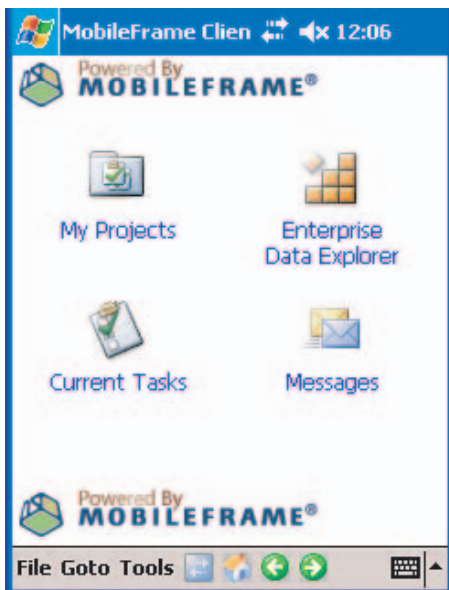 MobileFrame Clien 12:06
Powered By
MOBILEFRAME®
My Projects
Enterprise
Data Explorer
Current Tasks
Messages
Powered By
MOBILEFRAME®
File Goto Tools